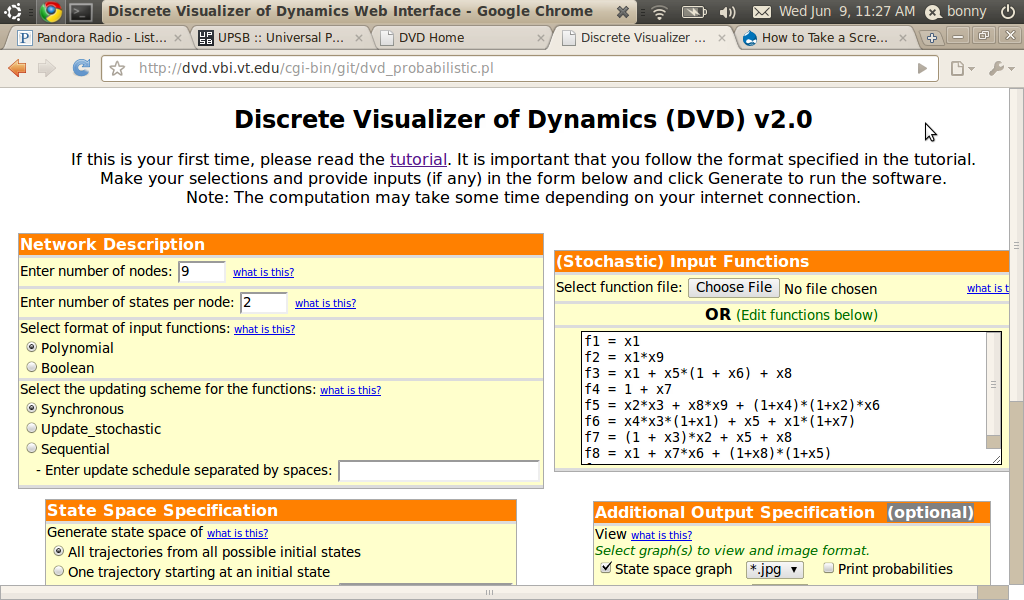 Discrete Visualizer of Dynamics Web Interface - Google Chrome
Wed Jun 9, 11:27 AM
bonny
Pandora Radio - List...
UPSB :: Universal P...
DVD Home
Discrete Visualizer ...
How to Take a Scre...
http://dvd.vbi.vt.edu/cgi-bin/git/dvd_probabilistic.pl
Discrete Visualizer of Dynamics (DVD) v2.0
If this is your first time, please read the tutorial. It is important that you follow the format specified in the tutorial.
Make your selections and provide inputs (if any) in the form below and click Generate to run the software.
Note: The computation may take some time depending on your internet connection.
Network Description
Enter number of nodes: 9 what is this?
Enter number of states per node: 2 what is this?
Select format of input functions: what is this?
Polynomial
Boolean
Select the updating scheme for the functions: what is this?
Synchronous
Update_stochastic
Sequential
- Enter update schedule separated by spaces:
(Stochastic) Input Functions
Select function file: Choose File No file chosen what is t
OR (Edit functions below)
f1 = x1
f2 = x1*x9
f3 = x1 + x5*(1 + x6) + x8
f4 = 1 + x7
f5 = x2*x3 + x8*x9 + (1+x4)*(1+x2)*x6
f6 = x4*x3*(1+x1) + x5 + x1*(1+x7)
f7 = (1 + x3)*x2 + x5 + x8
f8 = x1 + x7*x6 + (1+x8)*(1+x5)
State Space Specification
Generate state space of what is this?
All trajectories from all possible initial states
One trajectory starting at an initial state
Additional Output Specification (optional)
View what is this?
Select graph(s) to view and image format.
State space graph *.jpg Print probabilities